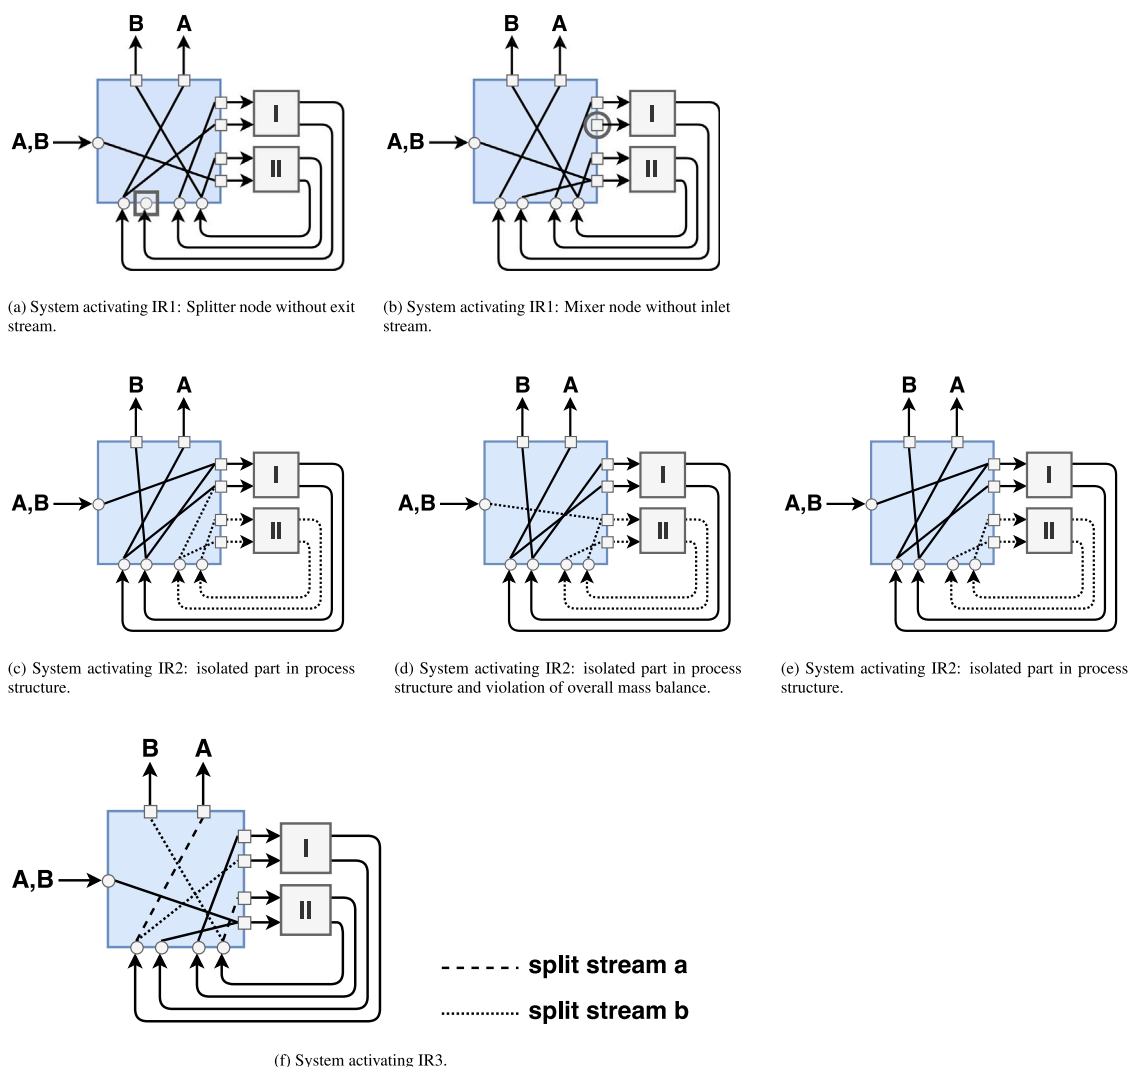 B A
A,B
I
II
B A
A,B
I
II
(a) System activating IR1: Splitter node without exit
stream.
(b) System activating IR1: Mixer node without inlet
stream.
B A
A,B
I
II
B A
A,B
I
II
B A
A,B
I
II
(c) System activating IR2: isolated part in process
structure.
(d) System activating IR2: isolated part in process
structure and violation of overall mass balance.
(e) System activating IR2: isolated part in process
structure.
B A
A,B
I
II
split stream a
split stream b
(f) System activating IR3.